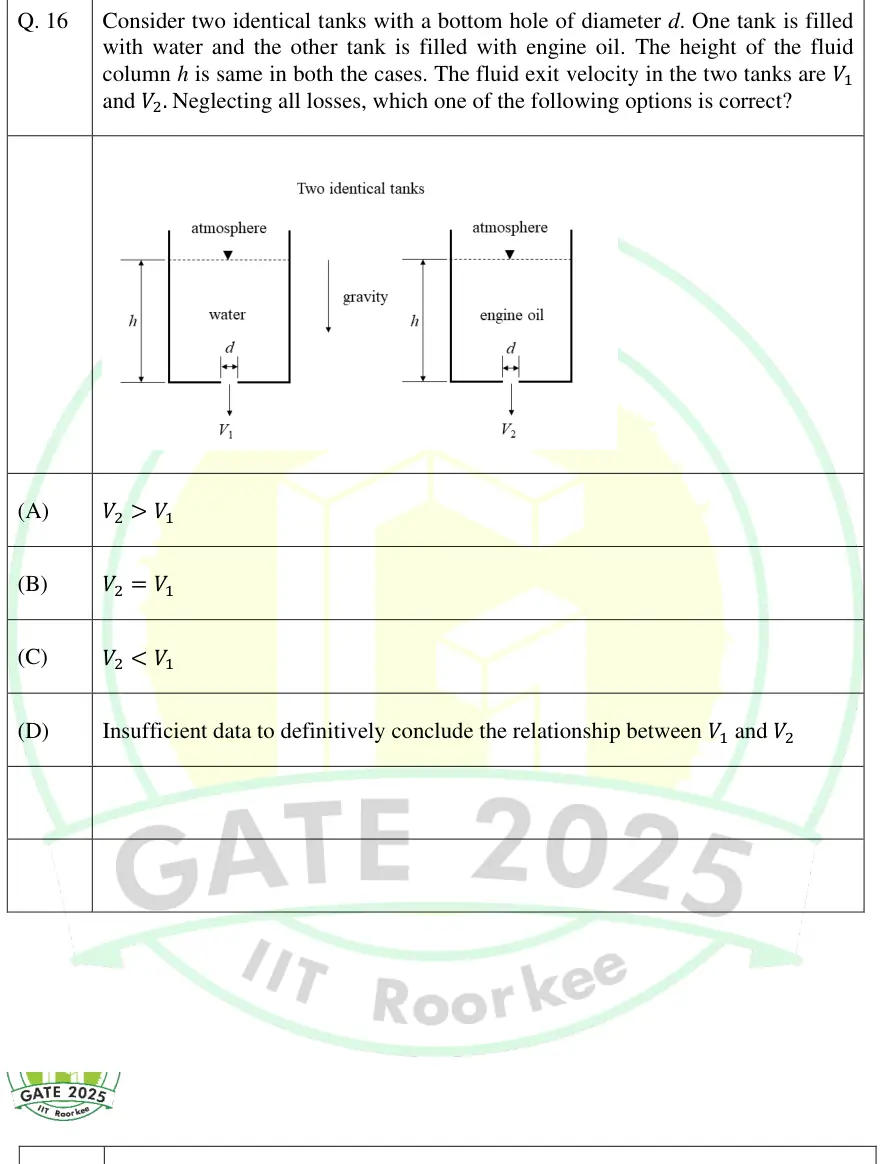 Q. 16 Consider two identical tanks with a bottom hole of diameter d. One tank is filled
with water and the other tank is filled with engine oil. The height of the fluid
column h is same in both the cases. The fluid exit velocity in the two tanks are V₁
and V₂. Neglecting all losses, which one of the following options is correct?
Two identical tanks
atmosphere
h
water
d
V₁
gravity
atmosphere
h
engine oil
d
V₂
(A) V₂ > V₁
(B) V₂ = V₁
(C) V₂ < V₁
(D) Insufficient data to definitively conclude the relationship between V₁ and V₂
GATE 2025
IIT Roorkee
GATE 2025
IIT Roorkee